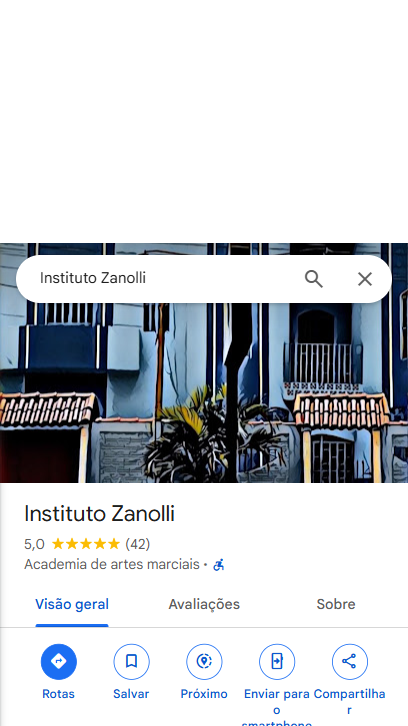 Instituto Zanolli
Instituto Zanolli
5,0 (42)
Academia de artes marciais ·
Visão geral Avaliações Sobre
Rotas Salvar Próximo Enviar para o smartphone Compartilhar